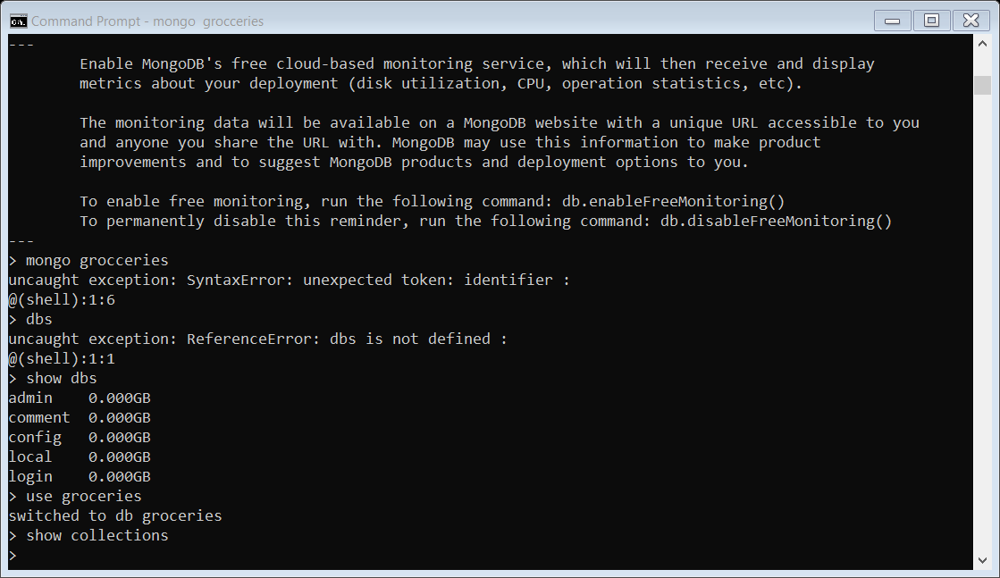 Command Prompt - mongo  grocceries
---
        Enable MongoDB's free cloud-based monitoring service, which will then receive and display
        metrics about your deployment (disk utilization, CPU, operation statistics, etc).

        The monitoring data will be available on a MongoDB website with a unique URL accessible to you
        and anyone you share the URL with. MongoDB may use this information to make product
        improvements and to suggest MongoDB products and deployment options to you.

        To enable free monitoring, run the following command: db.enableFreeMonitoring()
        To permanently disable this reminder, run the following command: db.disableFreeMonitoring()
---
> mongo grocceries
uncaught exception: SyntaxError: unexpected token: identifier :
@(shell):1:6
> dbs
uncaught exception: ReferenceError: dbs is not defined :
@(shell):1:1
> show dbs
admin    0.000GB
comment  0.000GB
config   0.000GB
local    0.000GB
login    0.000GB
> use groceries
switched to db groceries
> show collections
>